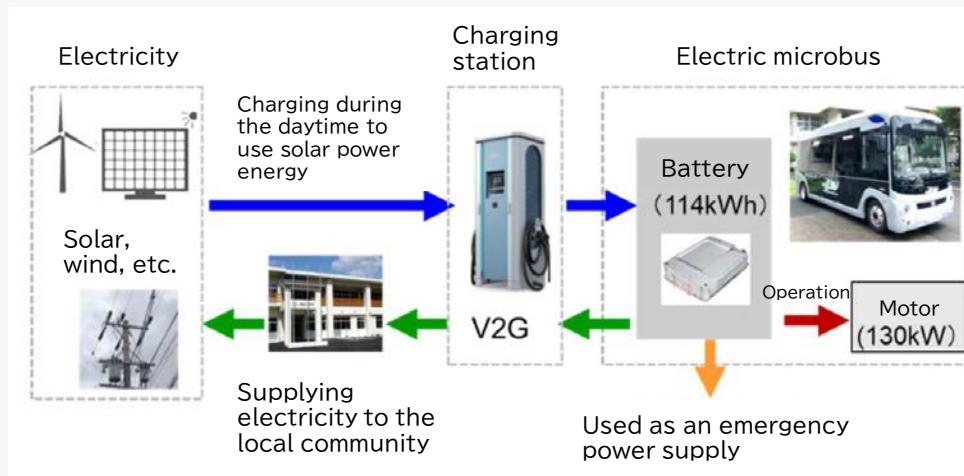 Electricity
Charging
station
Electric microbus
Charging during
the daytime to
use solar power
energy
Battery
（114kWh）
Solar,
wind, etc.
Operation
Motor
(130kW)
V2G
Supplying
electricity to the
local community
Used as an emergency
power supply